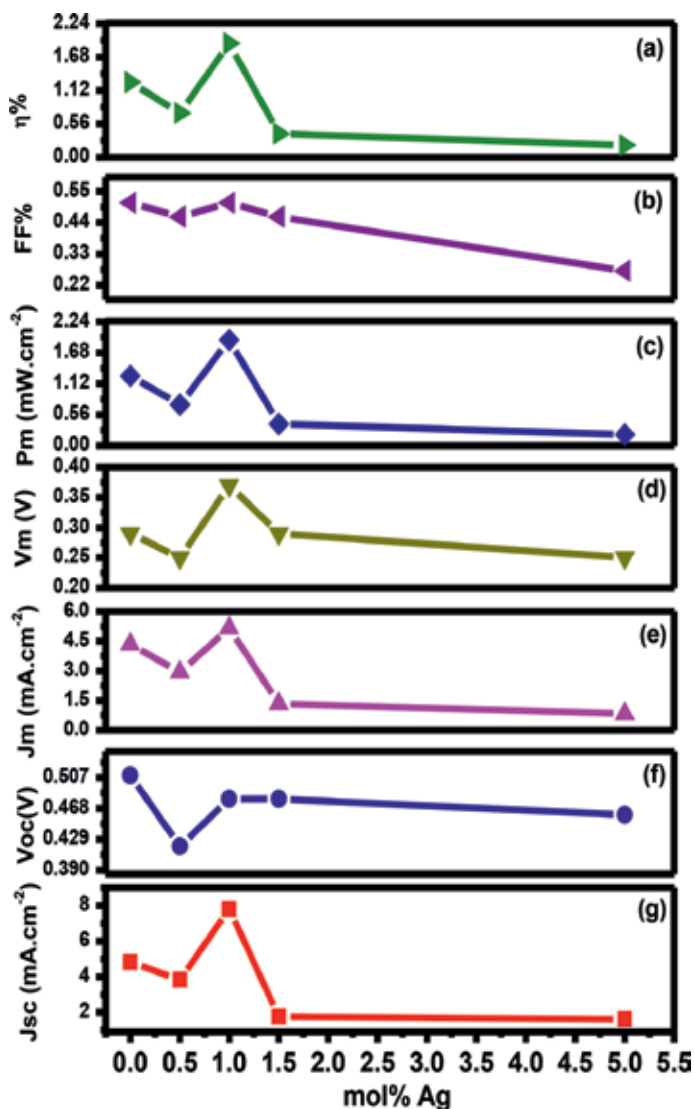 2.24
1.68
1.12
0.56
0.00
η%
(a)
0.55
0.44
0.33
0.22
FF%
(b)
2.24
1.68
1.12
0.56
0.00
Pm (mW.cm⁻²)
(c)
0.40
0.35
0.30
0.25
0.20
Vm (V)
(d)
6.0
4.5
3.0
1.5
0.0
Jm (mA.cm⁻²)
(e)
0.507
0.468
0.429
0.390
Voc(V)
(f)
8
6
4
2
Jsc (mA.cm⁻²)
(g)
0.0 0.5 1.0 1.5 2.0 2.5 3.0 3.5 4.0 4.5 5.0 5.5
mol% Ag